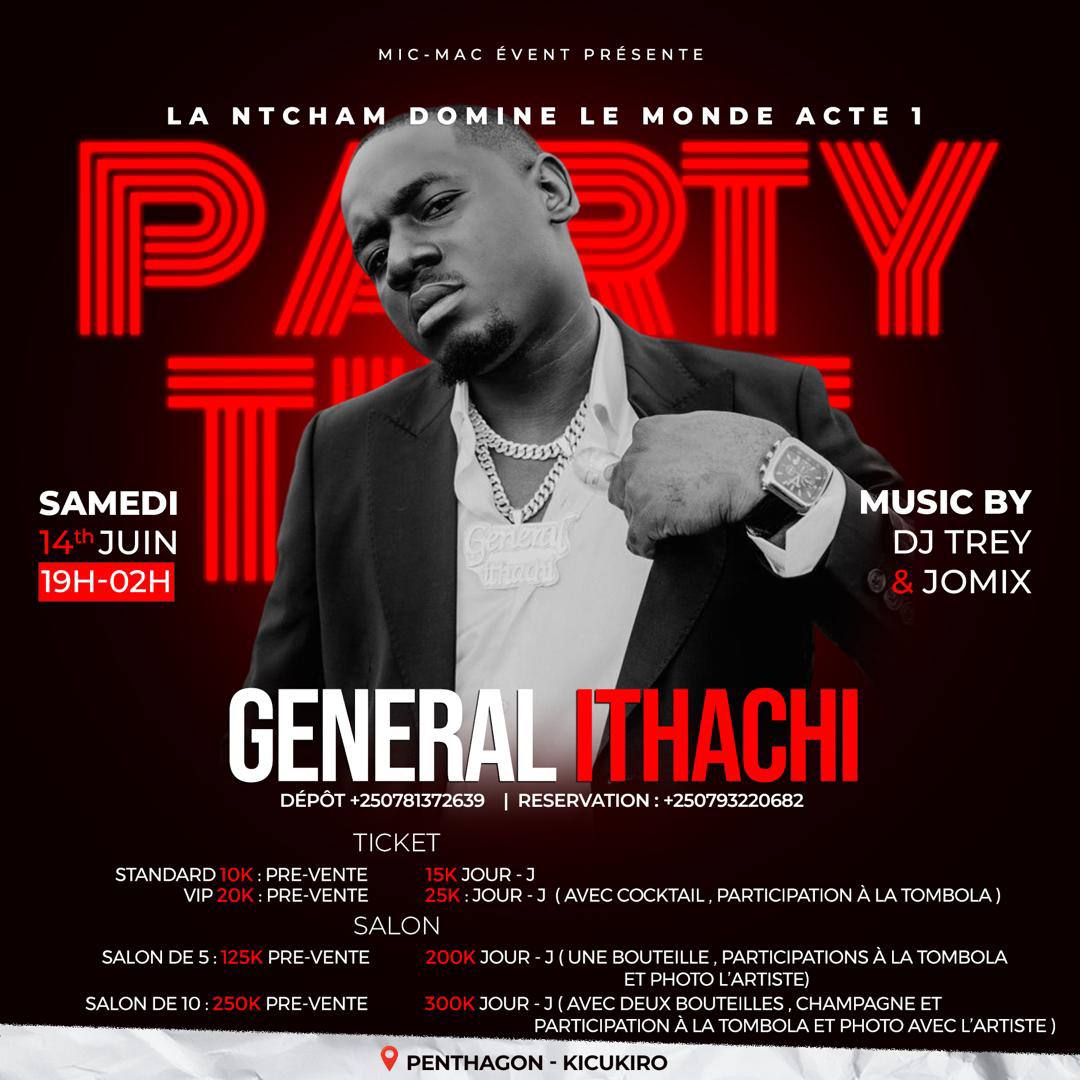 MIC-MAC ÉVENT PRÉSENTE
LA NTCHAM DOMINE LE MONDE ACTE 1
PARTY
TIME
SAMEDI
14th JUIN
19H-02H
MUSIC BY
DJ TREY
& JOMIX
General
Ithachi
GENERAL ITHACHI
DÉPÔT +250781372639 | RESERVATION : +250793220682
TICKET
STANDARD 10K : PRE-VENTE 15K JOUR - J
VIP 20K : PRE-VENTE 25K : JOUR - J ( AVEC COCKTAIL , PARTICIPATION À LA TOMBOLA )
SALON
SALON DE 5 : 125K PRE-VENTE 200K JOUR - J ( UNE BOUTEILLE , PARTICIPATIONS À LA TOMBOLA
ET PHOTO L'ARTISTE)
SALON DE 10 : 250K PRE-VENTE 300K JOUR - J ( AVEC DEUX BOUTEILLES , CHAMPAGNE ET
PARTICIPATION À LA TOMBOLA ET PHOTO AVEC L'ARTISTE )
PENTHAGON - KICUKIRO